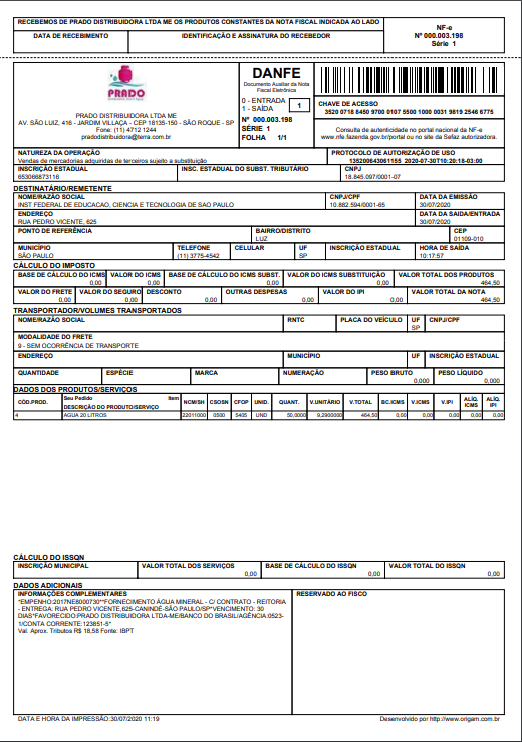 RECEBEMOS DE PRADO DISTRIBUIDORA LTDA ME OS PRODUTOS CONSTANTES DA NOTA FISCAL INDICADA AO LADO
DATA DE RECEBIMENTO
IDENTIFICAÇÃO E ASSINATURA DO RECEBEDOR
NF-e
Nº 000.003.198
Série 1
PRADO
PRADO DISTRIBUIDORA LTDA ME
AV. SÃO LUIZ, 416 - JARDIM VILLAÇA – CEP 18135-150 - SÃO ROQUE - SP
Fone: (11) 4712 1244
pradodistribuidora@terra.com.br
DANFE
Documento Auxiliar da Nota
Fiscal Eletrônica
0 - ENTRADA
1 - SAÍDA
1
Nº 000.003.198
SÉRIE 1
FOLHA 1/1
CHAVE DE ACESSO
3520 0718 8450 9700 0107 5500 1000 0031 9819 2546 6775
Consulta de autenticidade no portal nacional da NF-e
www.nfe.fazenda.gov.br/portal ou no site da Sefaz autorizadora.
NATUREZA DA OPERAÇÃO
Vendas de mercadorias adquiridas de terceiros sujeito a substituição
PROTOCOLO DE AUTORIZAÇÃO DE USO
135200643061155 2020-07-30T10:20:18-03:00
INSCRIÇÃO ESTADUAL
653066873116
INSC. ESTADUAL DO SUBST. TRIBUTÁRIO
CNPJ
18.845.097/0001-07
DESTINATÁRIO/REMETENTE
NOME/RAZÃO SOCIAL
INST FEDERAL DE EDUCACAO, CIENCIA E TECNOLOGIA DE SAO PAULO
CNPJ/CPF
10.882.594/0001-65
DATA DA EMISSÃO
30/07/2020
ENDEREÇO
RUA PEDRO VICENTE, 625
DATA DA SAIDA/ENTRADA
30/07/2020
PONTO DE REFERÊNCIA
BAIRRO/DISTRITO
LUZ
CEP
01109-010
MUNICÍPIO
SÃO PAULO
TELEFONE
(11) 3775-4542
CELULAR
UF
SP
INSCRIÇÃO ESTADUAL
HORA DE SAÍDA
10:17:57
CÁLCULO DO IMPOSTO
BASE DE CÁLCULO DO ICMS
0,00
VALOR DO ICMS
0,00
BASE DE CÁLCULO DO ICMS SUBST.
0,00
VALOR DO ICMS SUBSTITUIÇÃO
0,00
VALOR TOTAL DOS PRODUTOS
464,50
VALOR DO FRETE
0,00
VALOR DO SEGURO
0,00
DESCONTO
0,00
OUTRAS DESPESAS
0,00
VALOR DO IPI
0,00
VALOR TOTAL DA NOTA
464,50
TRANSPORTADOR/VOLUMES TRANSPORTADOS
NOME/RAZÃO SOCIAL
RNTC
PLACA DO VEÍCULO
UF
SP
CNPJ/CPF
MODALIDADE DO FRETE
9 - SEM OCORRÊNCIA DE TRANSPORTE
ENDEREÇO
MUNICÍPIO
UF
INSCRIÇÃO ESTADUAL
QUANTIDADE
ESPÉCIE
MARCA
NUMERAÇÃO
PESO BRUTO
0,000
PESO LÍQUIDO
0,000
DADOS DOS PRODUTOS/SERVIÇOS
CÓD.PROD. Seu Pedido Item DESCRIÇÃO DO PRODUTO/SERVIÇO NCM/SH CSOSN CFOP UNID. QUANT. V.UNITÁRIO V.TOTAL BC.ICMS V.ICMS V.IPI ALÍQ. ICMS ALÍQ. IPI
4 AGUA 20 LITROS 22011000 0500 5405 UND 50,0000 9,2900000 464,50 0,00 0,00 0,00 0,00 0,00
CÁLCULO DO ISSQN
INSCRIÇÃO MUNICIPAL
VALOR TOTAL DOS SERVIÇOS
0,00
BASE DE CÁLCULO DO ISSQN
0,00
VALOR TOTAL DO ISSQN
0,00
DADOS ADICIONAIS
INFORMAÇÕES COMPLEMENTARES
*EMPENHO:2017NE8000730**FORNECIMENTO ÁGUA MINERAL - C/ CONTRATO - REITORIA
- ENTREGA: RUA PEDRO VICENTE,625-CANINDÉ-SÃO PAULO/SP*VENCIMENTO: 30
DIAS*FAVORECIDO:PRADO DISTRIBUIDORA LTDA-ME/BANCO DO BRASIL/AGÊNCIA:0523-
1/CONTA CORRENTE:123851-5*
Val. Aprox. Tributos R$ 18,58 Fonte: IBPT
RESERVADO AO FISCO
DATA E HORA DA IMPRESSÃO:30/07/2020 11:19
Desenvolvido por http://www.origam.com.br